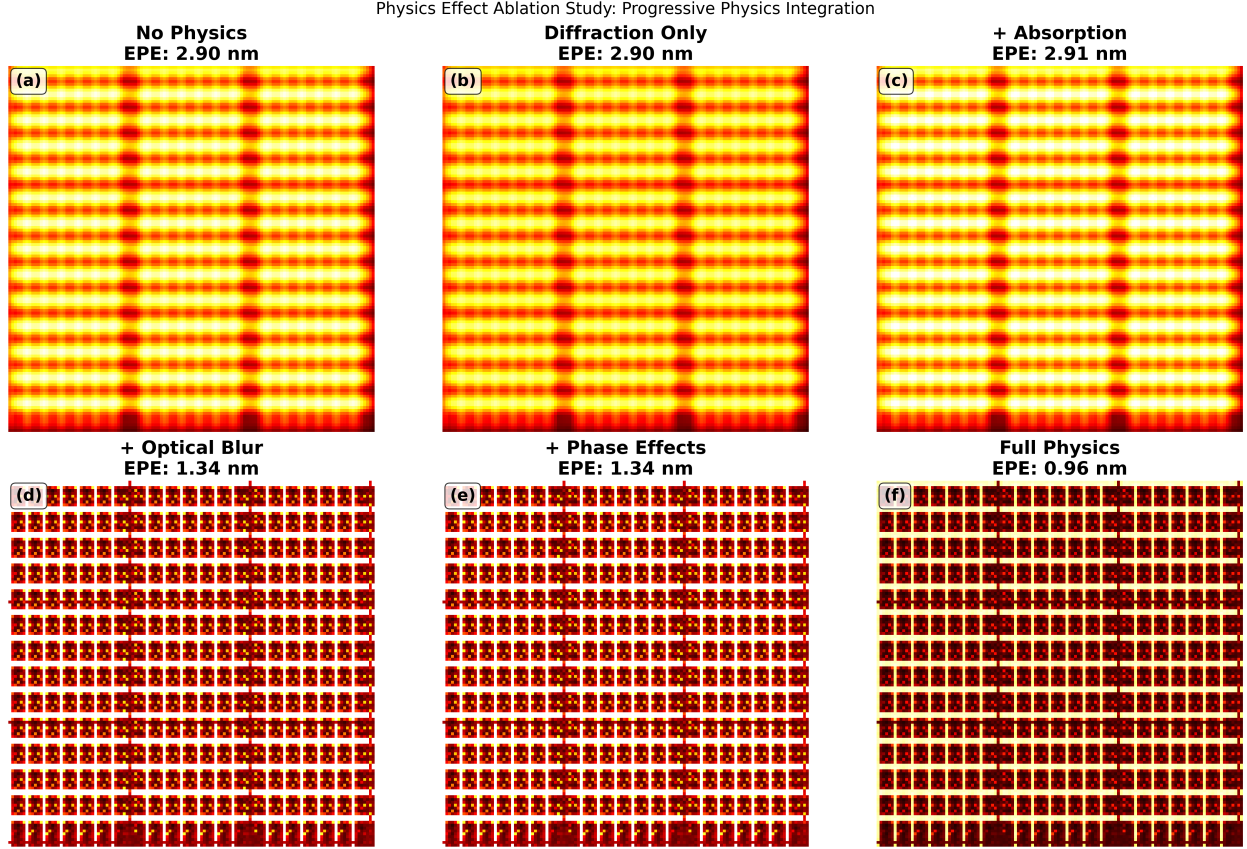 Physics Effect Ablation Study: Progressive Physics Integration
No Physics
EPE: 2.90 nm
Diffraction Only
EPE: 2.90 nm
+ Absorption
EPE: 2.91 nm
(a)
(b)
(c)
+ Optical Blur
EPE: 1.34 nm
+ Phase Effects
EPE: 1.34 nm
Full Physics
EPE: 0.96 nm
(d)
(e)
(f)